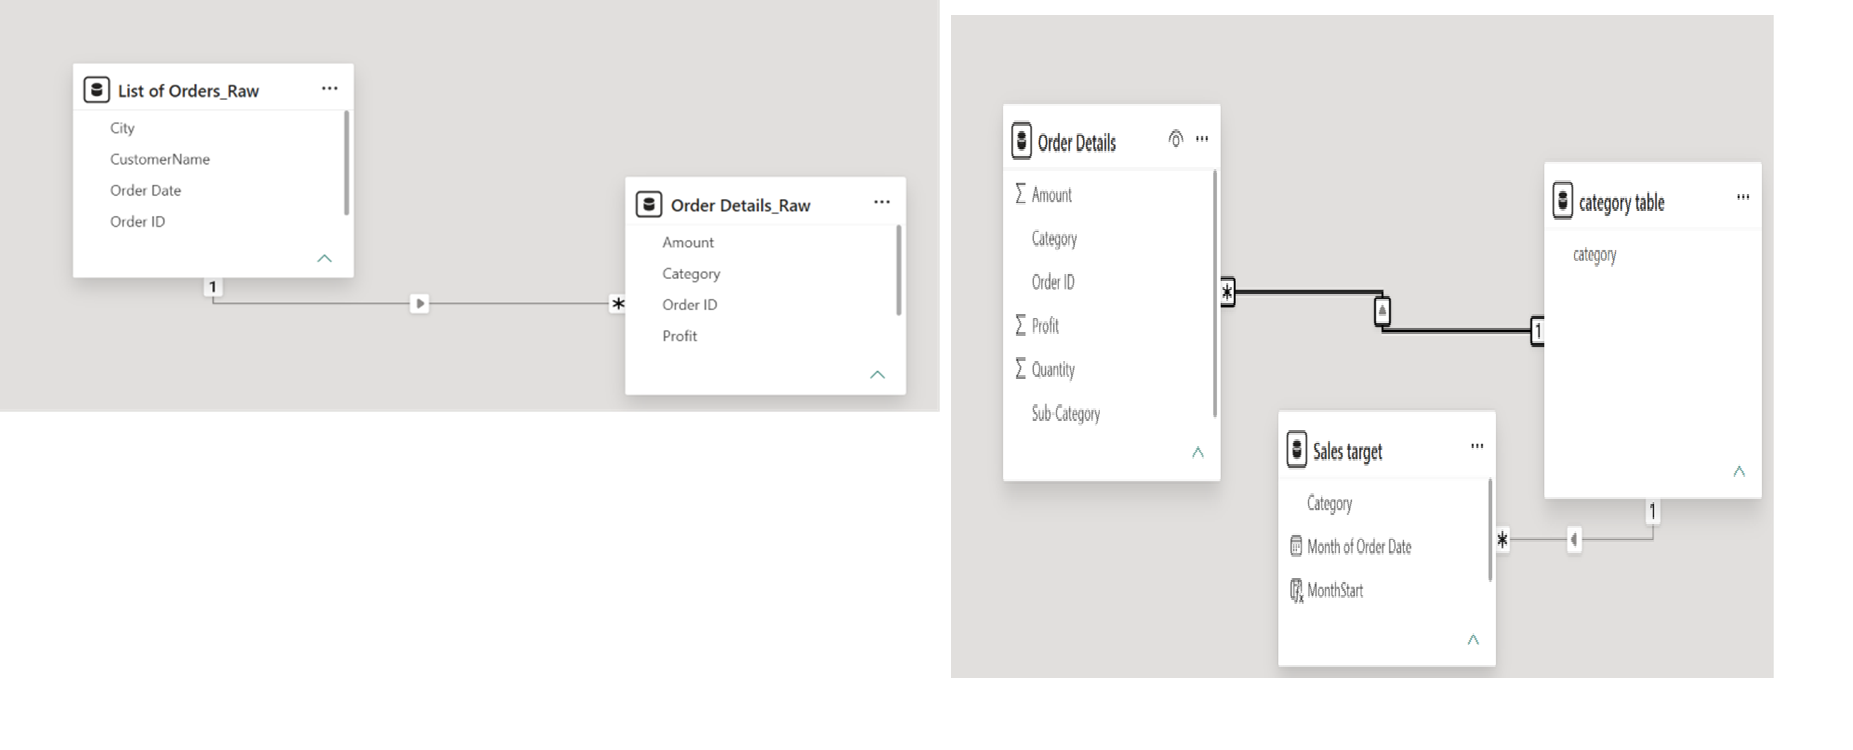 List of Orders_Raw
City
CustomerName
Order Date
Order ID
1
*
Order Details_Raw
Amount
Category
Order ID
Profit
Order Details
Σ Amount
Category
Order ID
Σ Profit
Σ Quantity
Sub-Category
*
1
category table
category
1
*
Sales target
Category
Month of Order Date
MonthStart